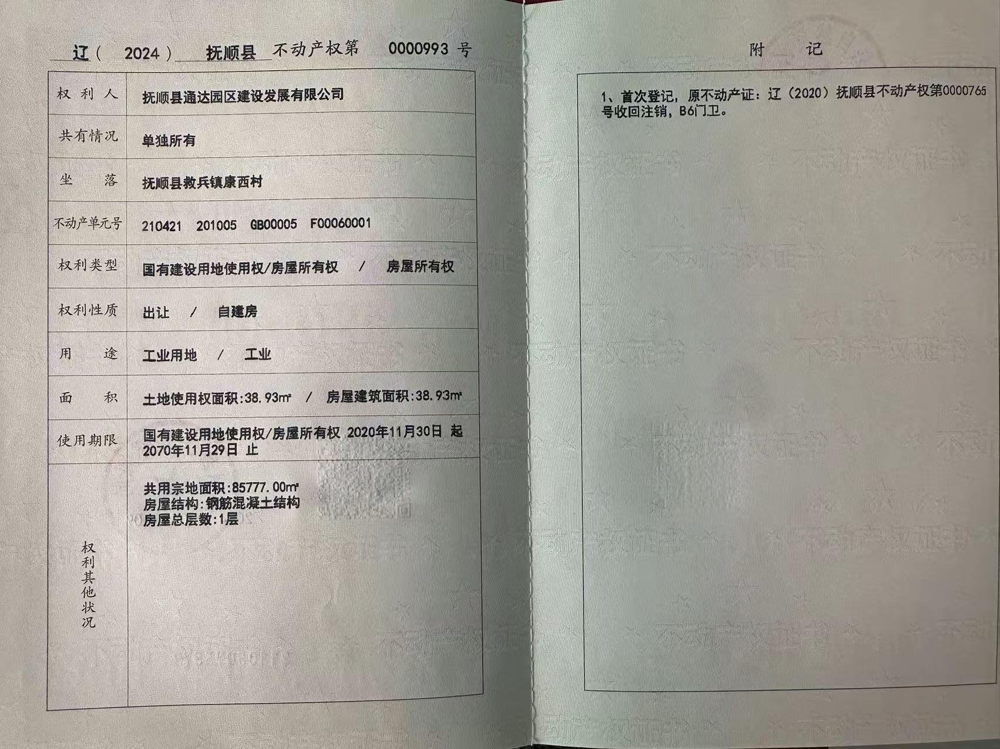 辽（ 2024 ） 抚顺县 不动产权第 0000993 号
权利人 抚顺县通达园区建设发展有限公司
共有情况 单独所有
坐落 抚顺县救兵镇康西村
不动产单元号 210421 201005 GB00005 F00060001
权利类型 国有建设用地使用权/房屋所有权 / 房屋所有权
权利性质 出让 / 自建房
用途 工业用地 / 工业
面积 土地使用权面积:38.93㎡ / 房屋建筑面积:38.93㎡
使用期限 国有建设用地使用权/房屋所有权 2020年11月30日 起
2070年11月29日 止
权利其他状况
共用宗地面积:85777.00㎡
房屋结构:钢筋混凝土结构
房屋总层数:1层
附记
1、首次登记，原不动产证：辽（2020）抚顺县不动产权第0000765
号收回注销，B6门卫。